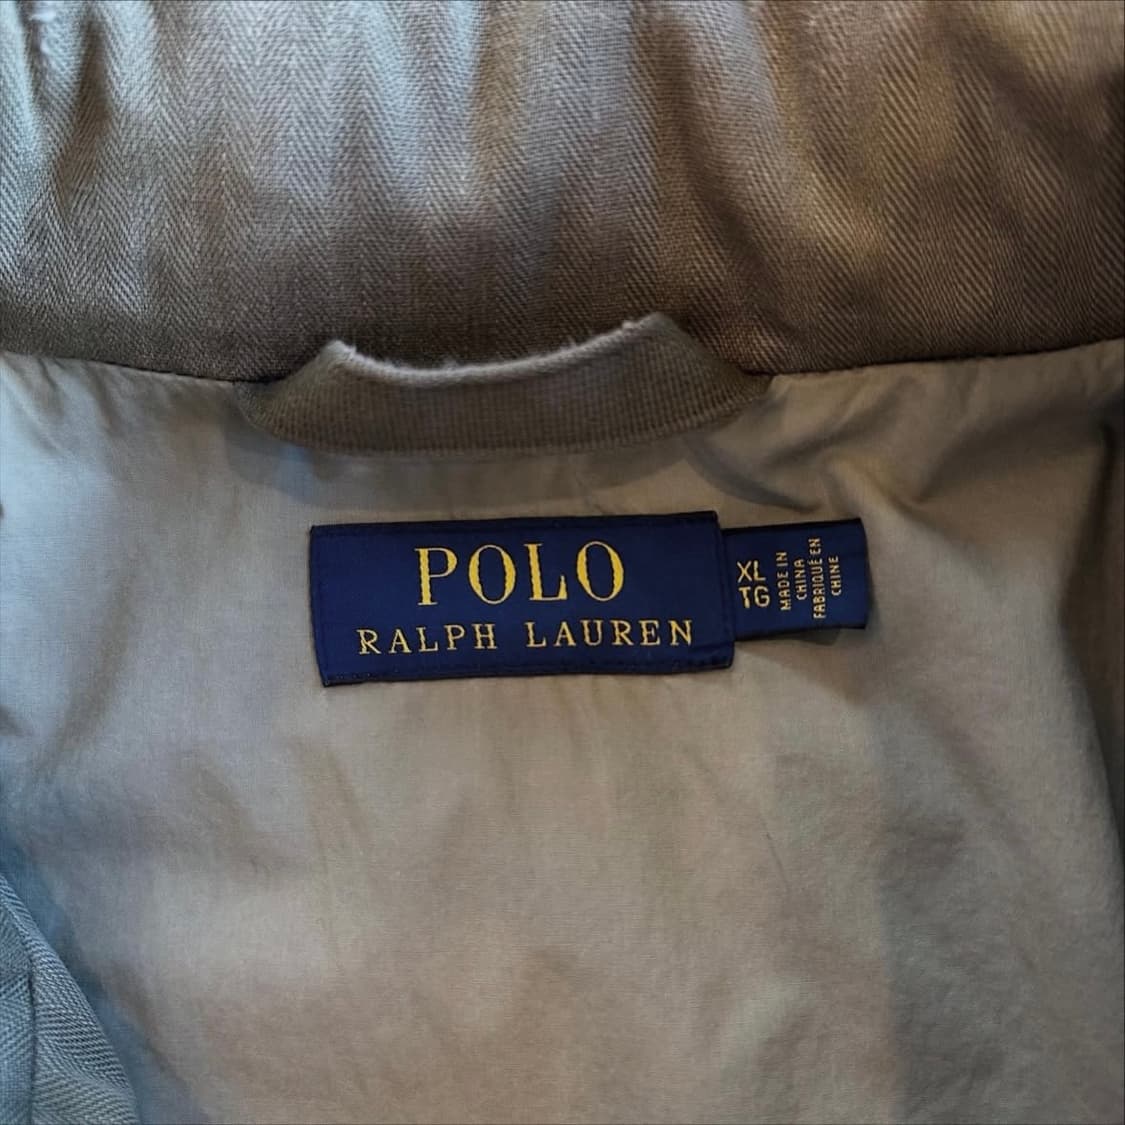 POLO
RALPH LAUREN
XL
TG
MADE IN
CHINA
FABRIQUÉ EN
CHINE